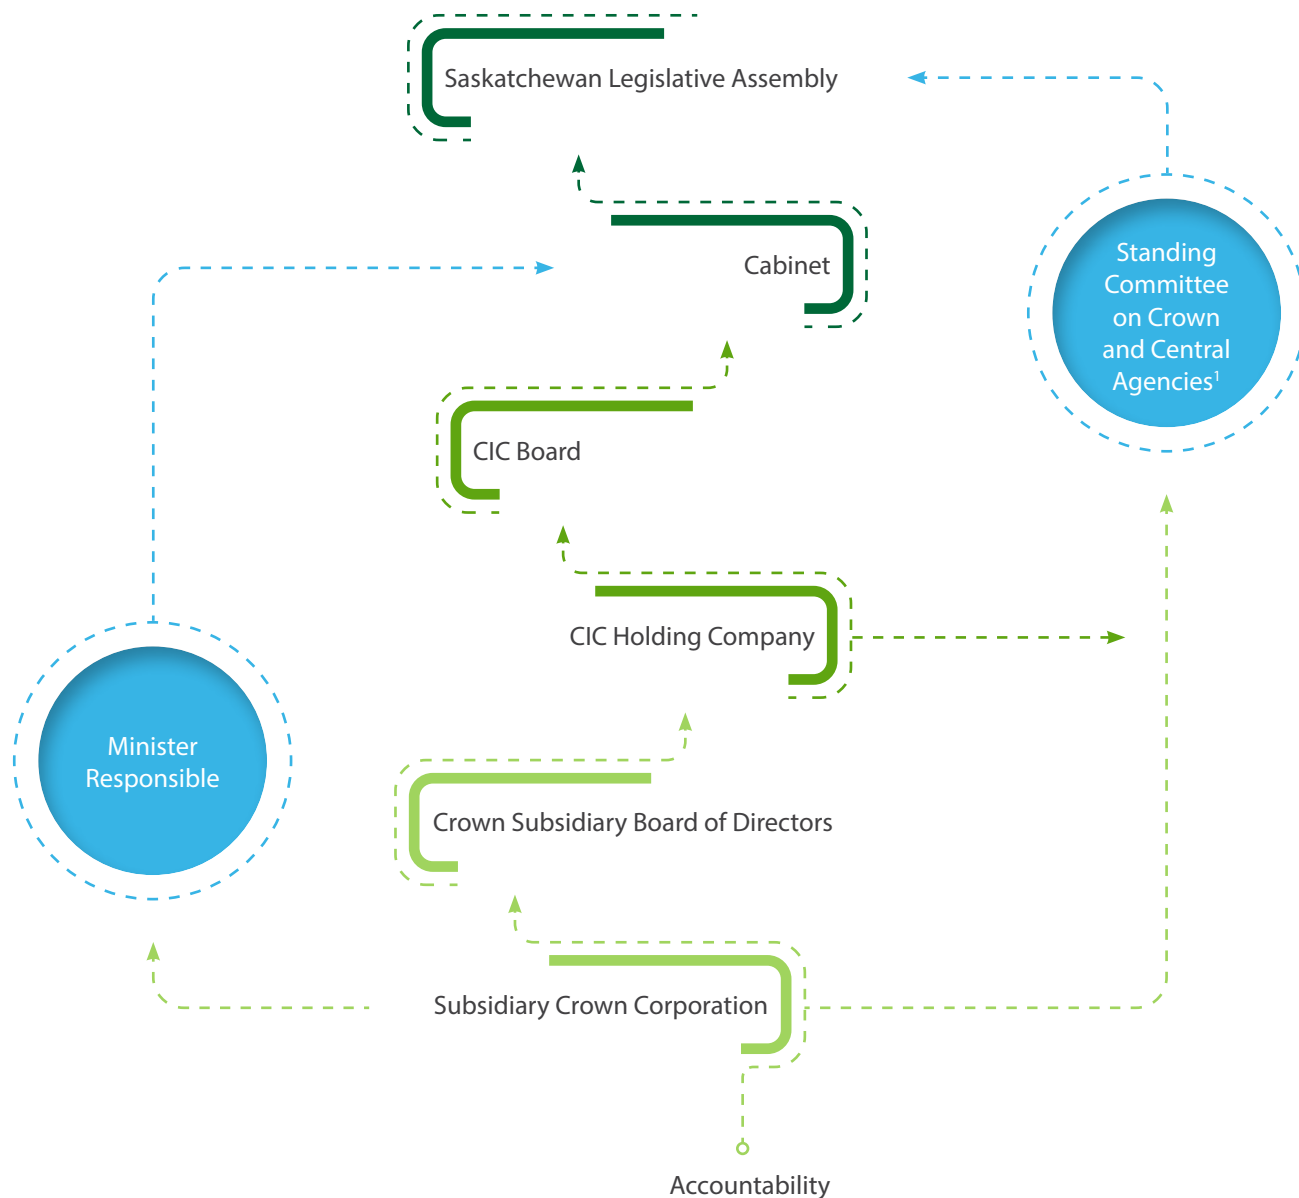 Saskatchewan Legislative Assembly
Standing
Committee
on Crown
and Central
Agencies¹
Cabinet
CIC Board
CIC Holding Company
Minister
Responsible
Crown Subsidiary Board of Directors
Subsidiary Crown Corporation
Accountability